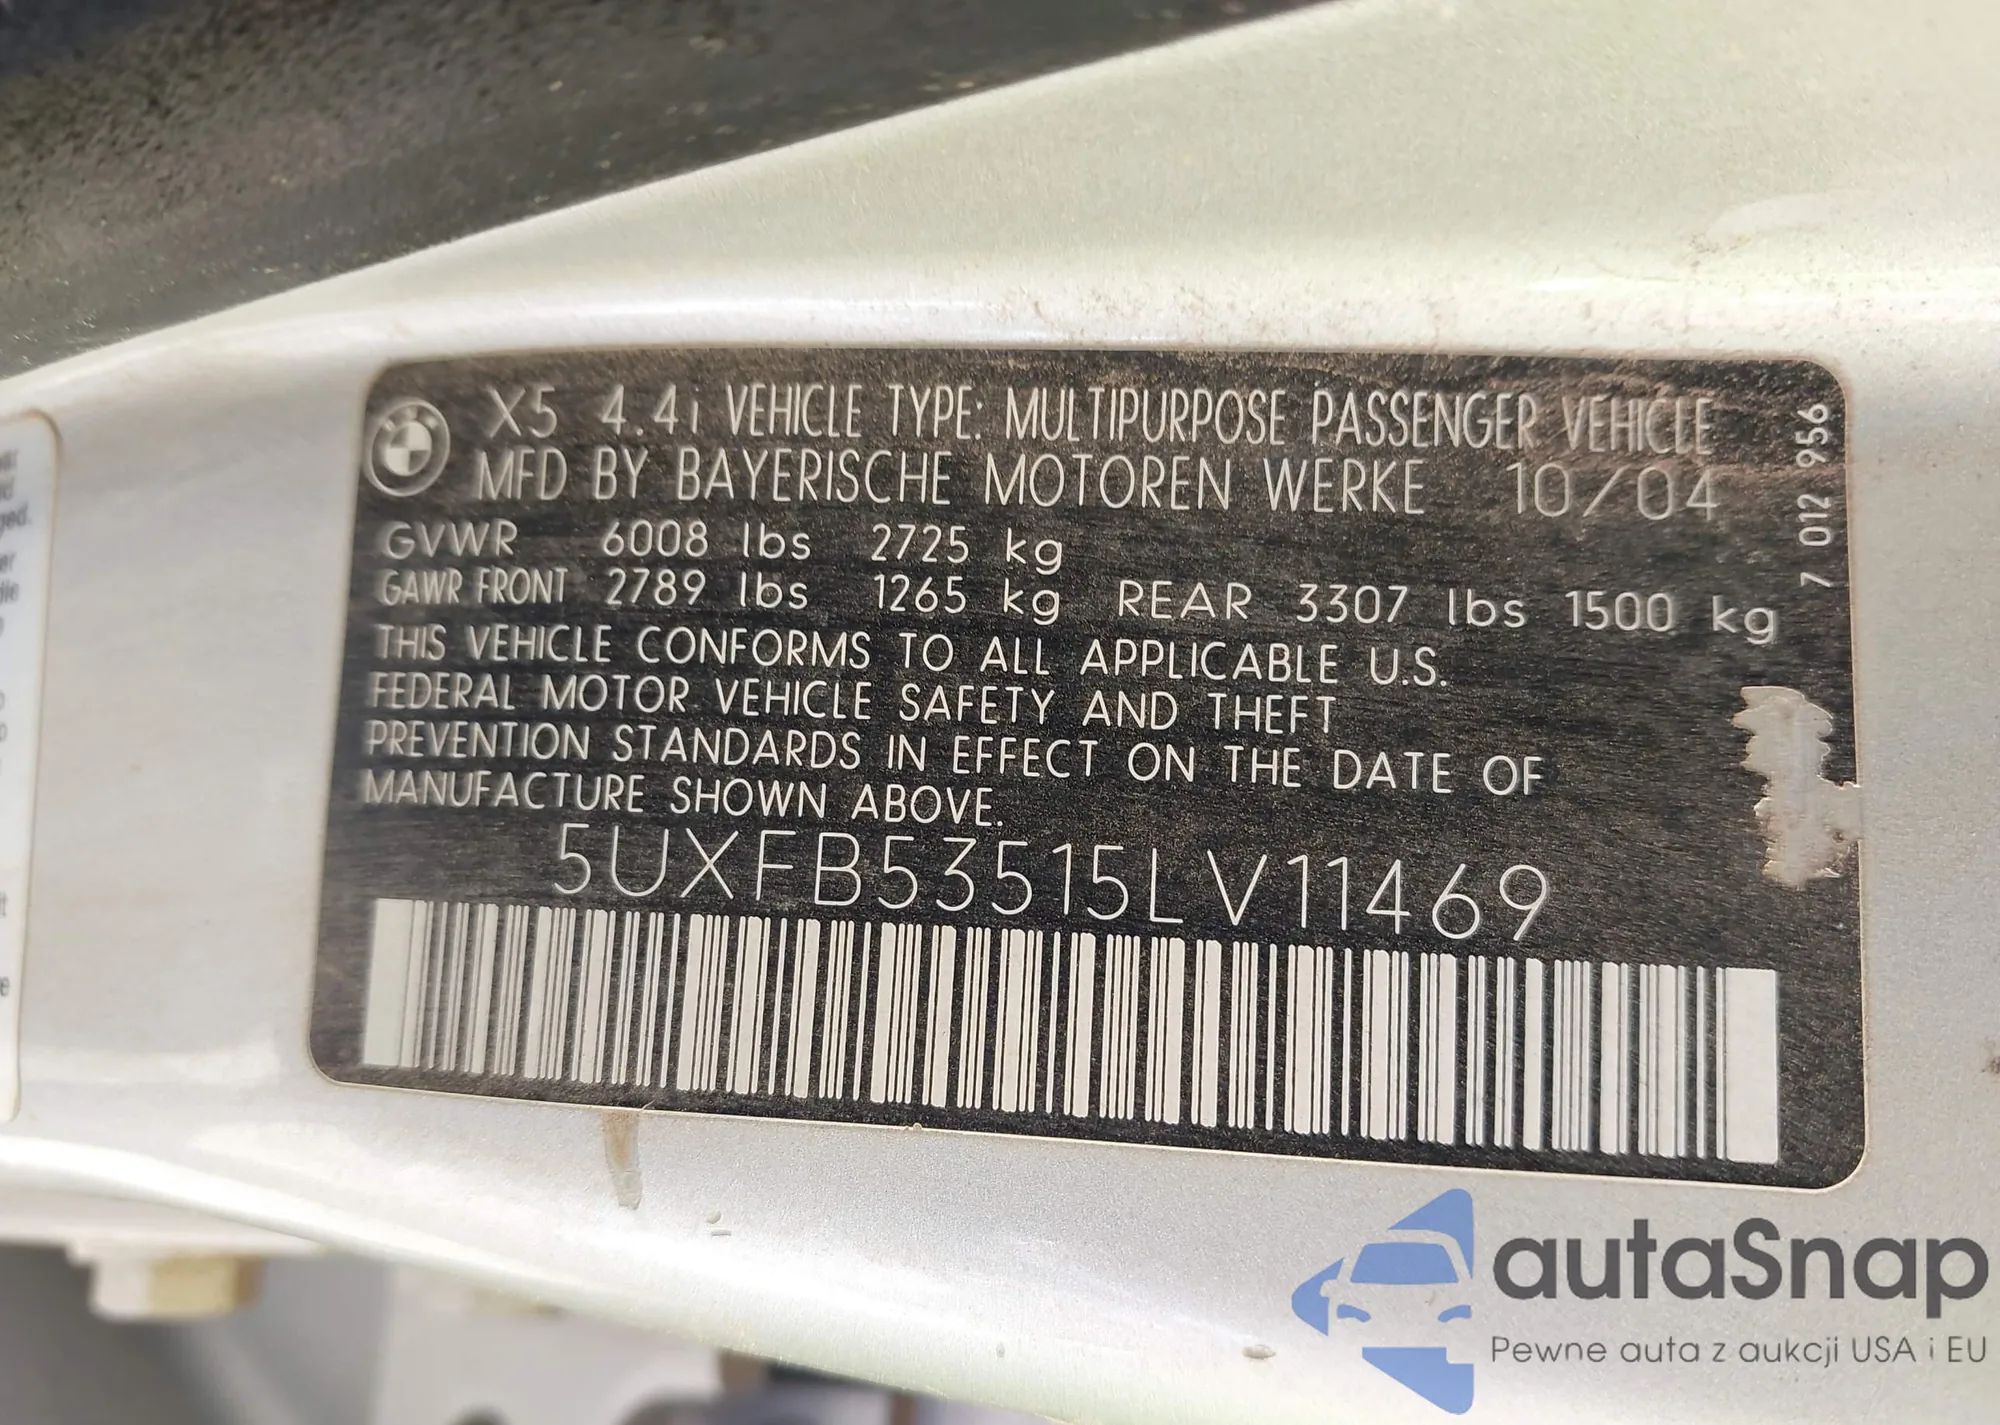 X5 4.4i VEHICLE TYPE: MULTIPURPOSE PASSENGER VEHICLE
MFD BY BAYERISCHE MOTOREN WERKE 10/04
GVWR 6008 lbs 2725 kg
GAWR FRONT 2789 lbs 1265 kg REAR 3307 lbs 1500 kg
THIS VEHICLE CONFORMS TO ALL APPLICABLE U.S.
FEDERAL MOTOR VEHICLE SAFETY AND THEFT
PREVENTION STANDARDS IN EFFECT ON THE DATE OF
MANUFACTURE SHOWN ABOVE.
5UXFB53515LV11469
7 012 956
autaSnap
Pewne auta z aukcji USA i EU